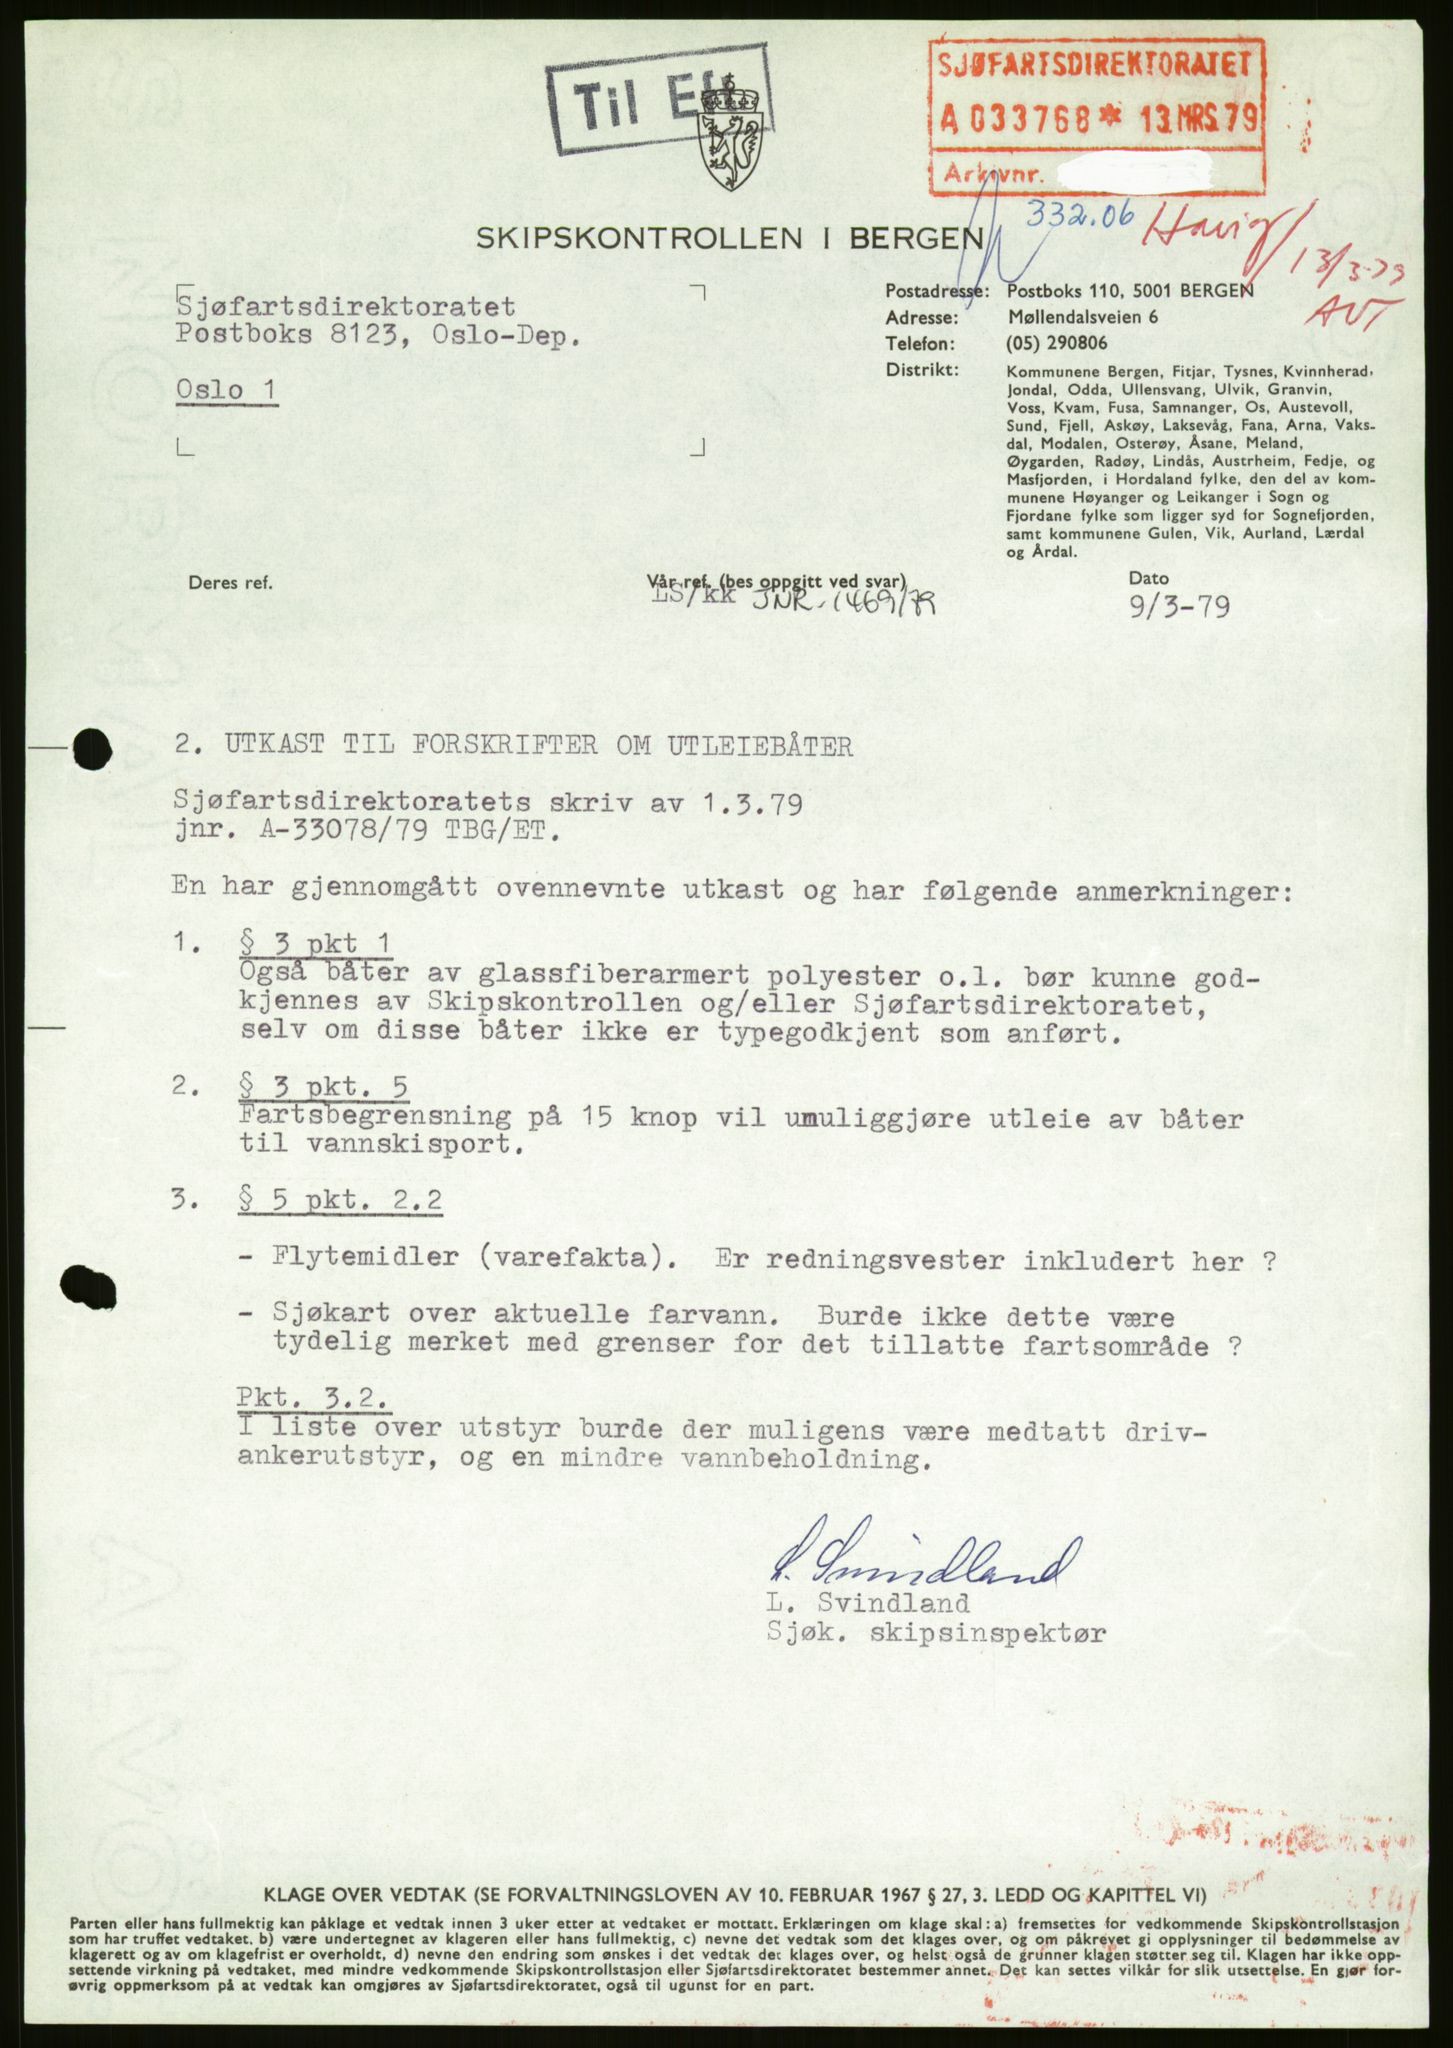 Til Ef
SJØFARTSDIREKTORATET
A 033768 * 13.MRS.79
Arkivnr.
332.06
13/3-79
AVT
SKIPSKONTROLLEN I BERGEN
Sjøfartsdirektoratet
Postboks 8123, Oslo-Dep.
Oslo 1
Postadresse: Postboks 110, 5001 BERGEN
Adresse: Møllendalsveien 6
Telefon: (05) 290806
Distrikt: Kommunene Bergen, Fitjar, Tysnes, Kvinnherad,
Jondal, Odda, Ullensvang, Ulvik, Granvin,
Voss, Kvam, Fusa, Samnanger, Os, Austevoll,
Sund, Fjell, Askøy, Laksevåg, Fana, Arna, Vaks-
dal, Modalen, Osterøy, Åsane, Meland,
Øygarden, Radøy, Lindås, Austrheim, Fedje, og
Masfjorden, i Hordaland fylke, den del av kom-
munene Høyanger og Leikanger i Sogn og
Fjordane fylke som ligger syd for Sognefjorden,
samt kommunene Gulen, Vik, Aurland, Lærdal
og Årdal.
Deres ref.
Vår ref. (bes oppgitt ved svar)
LS/kk JNR. 1469/79
Dato
9/3-79
2. UTKAST TIL FORSKRIFTER OM UTLEIEBÅTER
Sjøfartsdirektoratets skriv av 1.3.79
jnr. A-33078/79 TBG/ET.
En har gjennomgått ovennevnte utkast og har følgende anmerkninger:
1. § 3 pkt 1
Også båter av glassfiberarmert polyester o.l. bør kunne god-
kjennes av Skipskontrollen og/eller Sjøfartsdirektoratet,
selv om disse båter ikke er typegodkjent som anført.
2. § 3 pkt. 5
Fartsbegrensning på 15 knop vil umuliggjøre utleie av båter
til vannskisport.
3. § 5 pkt. 2.2
- Flytemidler (varefakta). Er redningsvester inkludert her ?
- Sjøkart over aktuelle farvann. Burde ikke dette være
tydelig merket med grenser for det tillatte fartsområde ?
Pkt. 3.2.
I liste over utstyr burde der muligens være medtatt driv-
ankerutstyr, og en mindre vannbeholdning.
L. Svindland
L. Svindland
Sjøk. skipsinspektør
KLAGE OVER VEDTAK (SE FORVALTNINGSLOVEN AV 10. FEBRUAR 1967 § 27, 3. LEDD OG KAPITTEL VI)
Parten eller hans fullmektig kan påklage et vedtak innen 3 uker etter at vedtaket er mottatt. Erklæringen om klage skal: a) fremsettes for vedkommende Skipskontrollstasjon
som har truffet vedtaket. b) være undertegnet av klageren eller hans fullmektig, c) nevne det vedtak som det klages over, og om påkrevet gi opplysninger til bedømmelse av
klagerett og av om klagefrist er overholdt, d) nevne den endring som ønskes i det vedtak det klages over, og helst også de grunner klagen støtter seg til. Klagen har ikke opp-
settende virkning på vedtaket, med mindre vedkommende Skipskontrollstasjon eller Sjøfartsdirektoratet bestemmer annet. Det kan settes vilkår for slik utsettelse. En gjør for-
øvrig oppmerksom på at vedtak kan omgjøres av Sjøfartsdirektoratet, også til ugunst for en part.